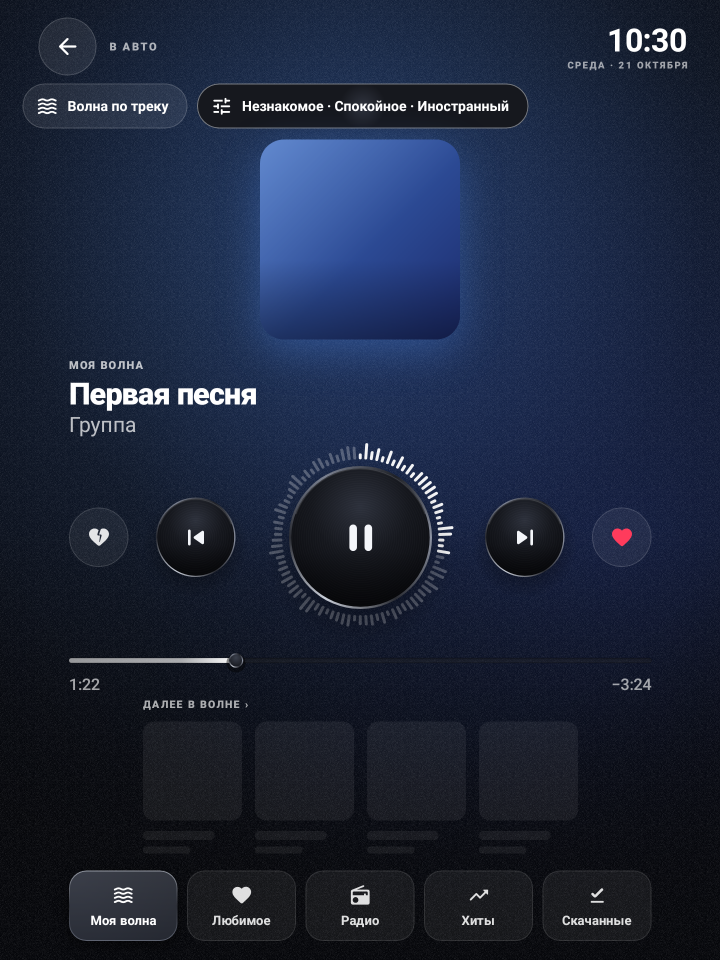 В АВТО
10:30
СРЕДА · 21 ОКТЯБРЯ
Волна по треку
Незнакомое · Спокойное · Иностранный
МОЯ ВОЛНА
Первая песня
Группа
1:22
−3:24
ДАЛЕЕ В ВОЛНЕ ›
Моя волна
Любимое
Радио
Хиты
Скачанные